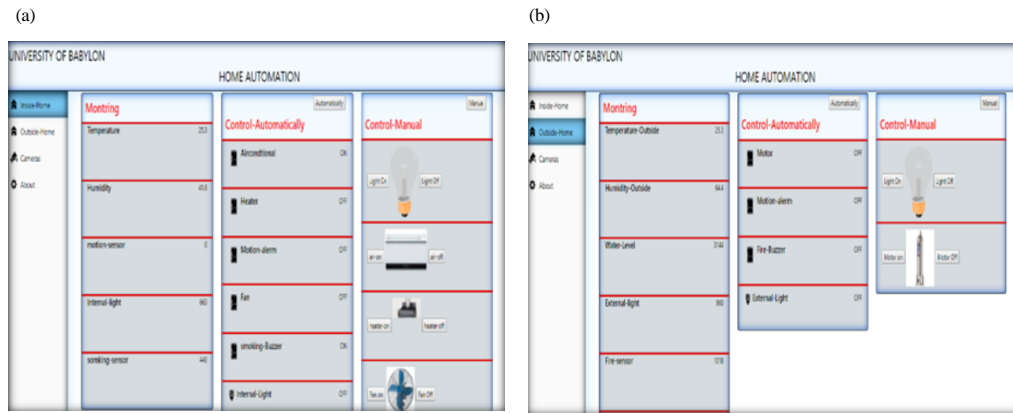 (a)
(b)
UNIVERSITY OF BABYLON
HOME AUTOMATION
Inside-Home
Outside-Home
Cameras
About
Montring
Temperature
Humidity
motion-sensor 0
Internal-light
somking-sensor
Automatically
Control-Automatically
Aircondtional ON
Heater OFF
Motion-alerm OFF
Fan OFF
smoking-Buzzer ON
Internal-Light OFF
Manual
Control-Manual
Light On Light Off
air-on air-off
heater-on heater-off
Fan-on Fan Off
UNIVERSITY OF BABYLON
HOME AUTOMATION
Inside-Home
Outside-Home
Cameras
About
Montring
Temperature-Outside
Humidity-Outside
Water-Level
External-light
Fire-sensor
Automatically
Control-Automatically
Motor OFF
Motion-alerm OFF
Fire-Buzzer OFF
External-Light OFF
Manual
Control-Manual
Light On Light Off
Motor on Motor Off